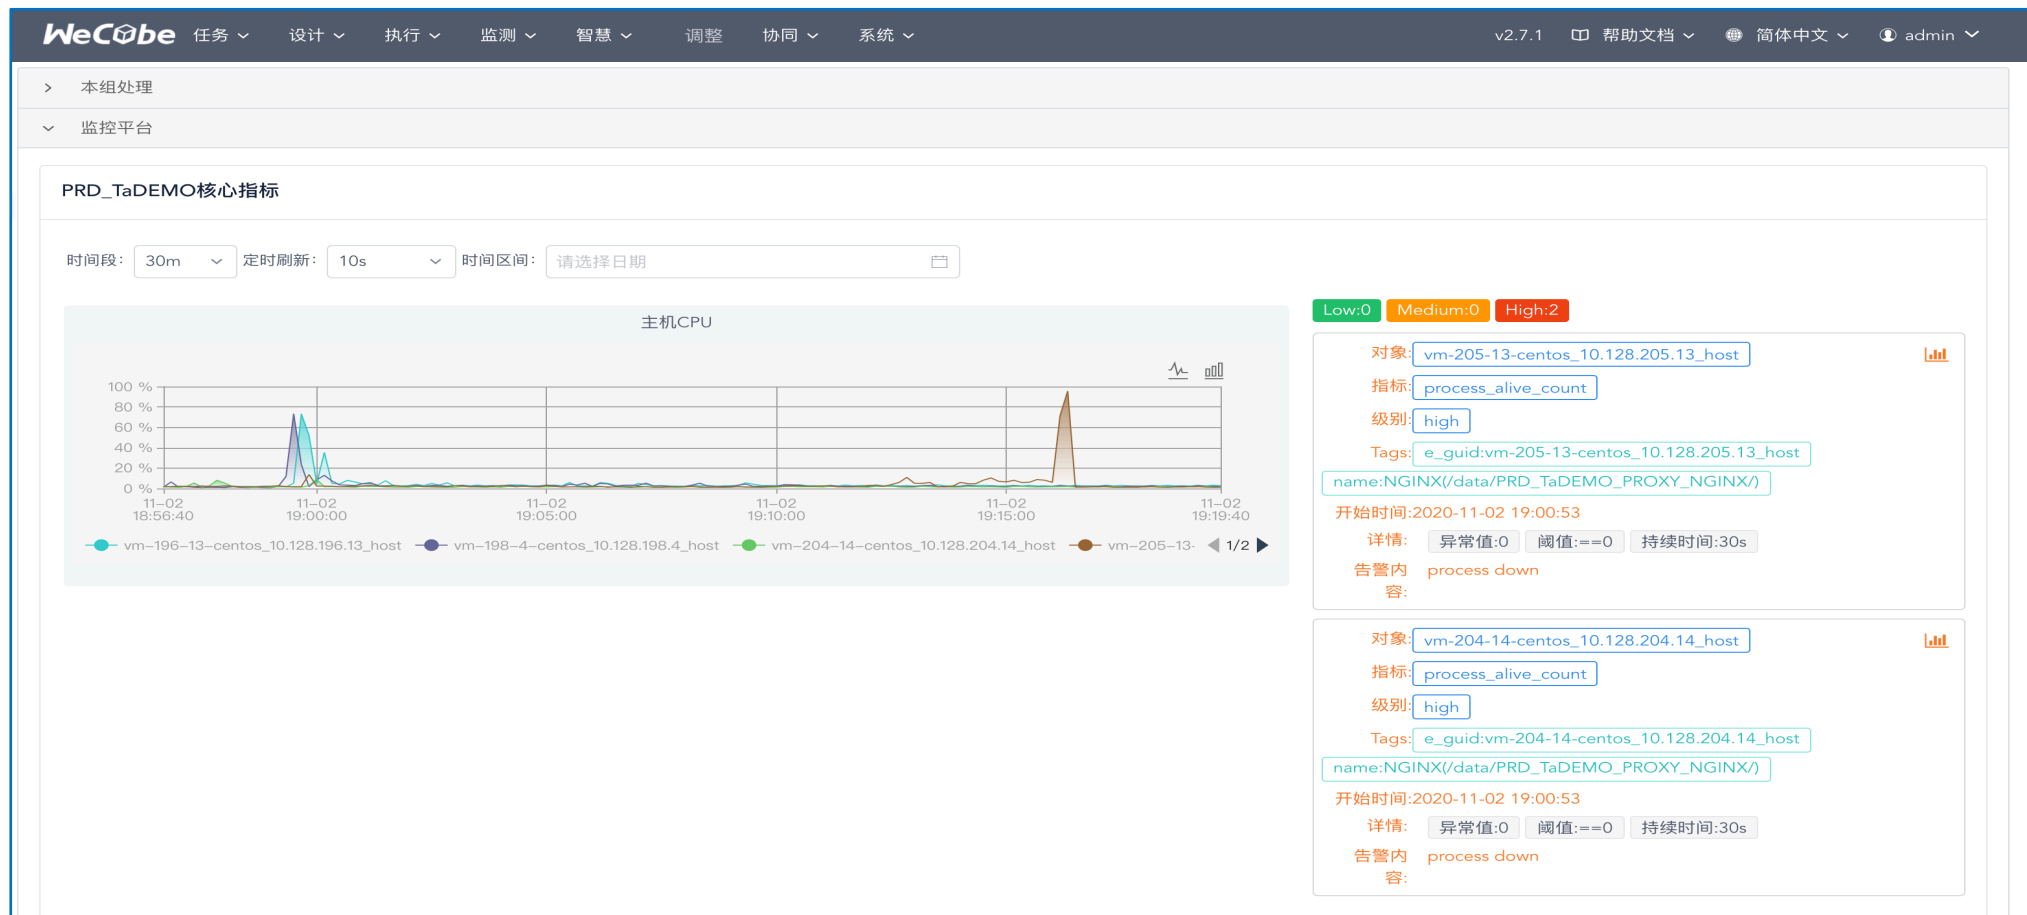 WeCube 任务 设计 执行 监测 智慧 调整 协同 系统 v2.7.1 帮助文档 简体中文 admin
本组处理
监控平台
PRD_TaDEMO核心指标
时间段: 30m 定时刷新: 10s 时间区间: 请选择日期
主机CPU
100 %
80 %
60 %
40 %
20 %
0 %
11-02 11-02 11-02 11-02 11-02 11-02
18:56:40 19:00:00 19:05:00 19:10:00 19:15:00 19:19:40
vm-196-13-centos_10.128.196.13_host vm-198-4-centos_10.128.198.4_host vm-204-14-centos_10.128.204.14_host vm-205-13- 1/2
Low:0 Medium:0 High:2
对象: vm-205-13-centos_10.128.205.13_host
指标: process_alive_count
级别: high
Tags: e_guid:vm-205-13-centos_10.128.205.13_host
name:NGINX(/data/PRD_TaDEMO_PROXY_NGINX/)
开始时间:2020-11-02 19:00:53
详情: 异常值:0 阈值:==0 持续时间:30s
告警内 process down
容:
对象: vm-204-14-centos_10.128.204.14_host
指标: process_alive_count
级别: high
Tags: e_guid:vm-204-14-centos_10.128.204.14_host
name:NGINX(/data/PRD_TaDEMO_PROXY_NGINX/)
开始时间:2020-11-02 19:00:53
详情: 异常值:0 阈值:==0 持续时间:30s
告警内 process down
容: